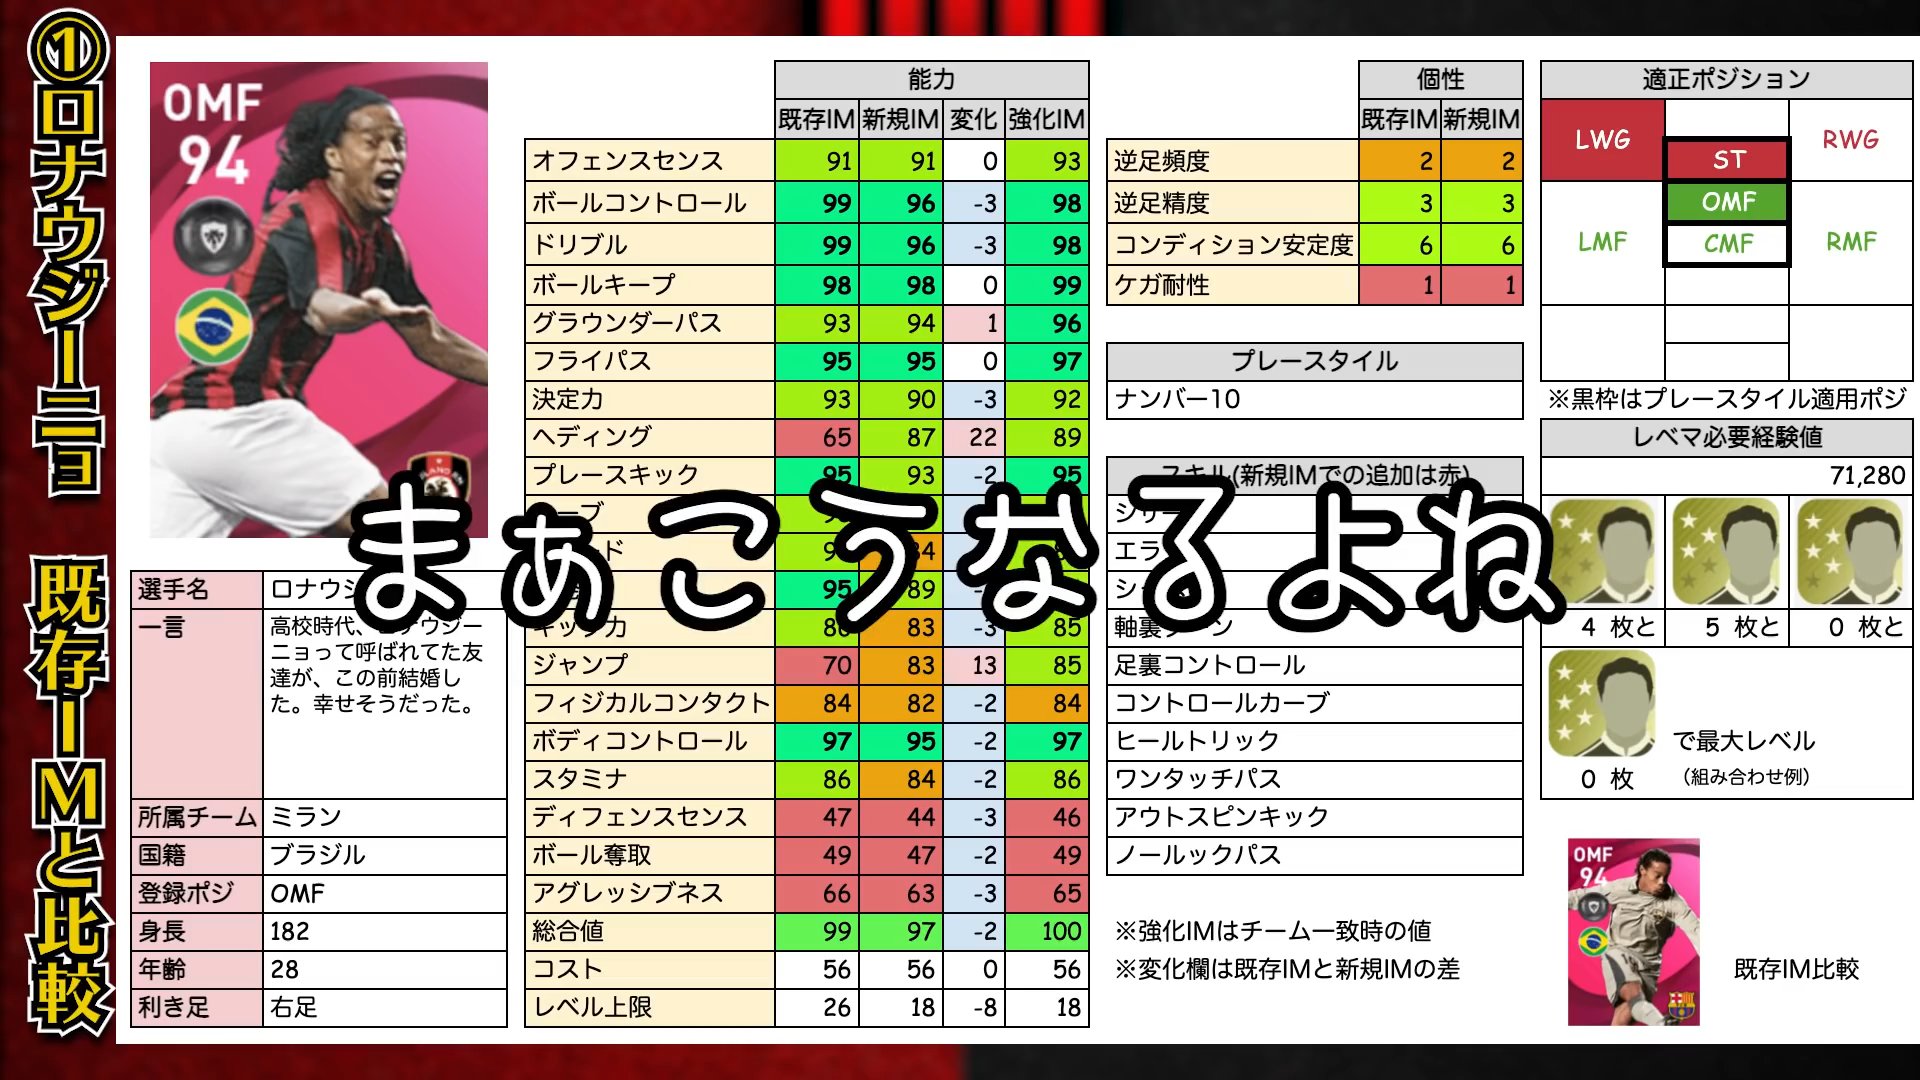 ①ロナウジーニョ 既存IMと比較
OMF
94
選手名 ロナウジ
一言 高校時代、
ニョって呼ばれてた友
達が、この前結婚し
た。幸せそうだった。
所属チーム ミラン
国籍 ブラジル
登録ポジ OMF
身長 182
年齢 28
利き足 右足
能力
既存IM 新規IM 変化 強化IM
オフェンスセンス 91 91 0 93
ボールコントロール 99 96 -3 98
ドリブル 99 96 -3 98
ボールキープ 98 98 0 99
グラウンダーパス 93 94 1 96
フライパス 95 95 0 97
決定力 93 90 -3 92
ヘディング 65 87 22 89
プレースキック 95 93 -2 95
95 89
キック力 83 -3 85
ジャンプ 70 83 13 85
フィジカルコンタクト 84 82 -2 84
ボディコントロール 97 95 -2 97
スタミナ 86 84 -2 86
ディフェンスセンス 47 44 -3 46
ボール奪取 49 47 -2 49
アグレッシブネス 66 63 -3 65
総合値 99 97 -2 100
コスト 56 56 0 56
レベル上限 26 18 -8 18
まぁこうなるよね
個性
既存IM 新規IM
逆足頻度 2 2
逆足精度 3 3
コンディション安定度 6 6
ケガ耐性 1 1
プレースタイル
ナンバー10
スキル(新規IMでの追加は赤)
エラ
軸裏ターン
足裏コントロール
コントロールカーブ
ヒールトリック
ワンタッチパス
アウトスピンキック
ノールックパス
※強化IMはチーム一致時の値
※変化欄は既存IMと新規IMの差
適正ポジション
LWG ST RWG
OMF
LMF CMF RMF
※黒枠はプレースタイル適用ポジ
レベマ必要経験値
71,280
4 枚と 5 枚と 0 枚と
で最大レベル
0 枚 (組み合わせ例)
OMF
94
既存IM比較